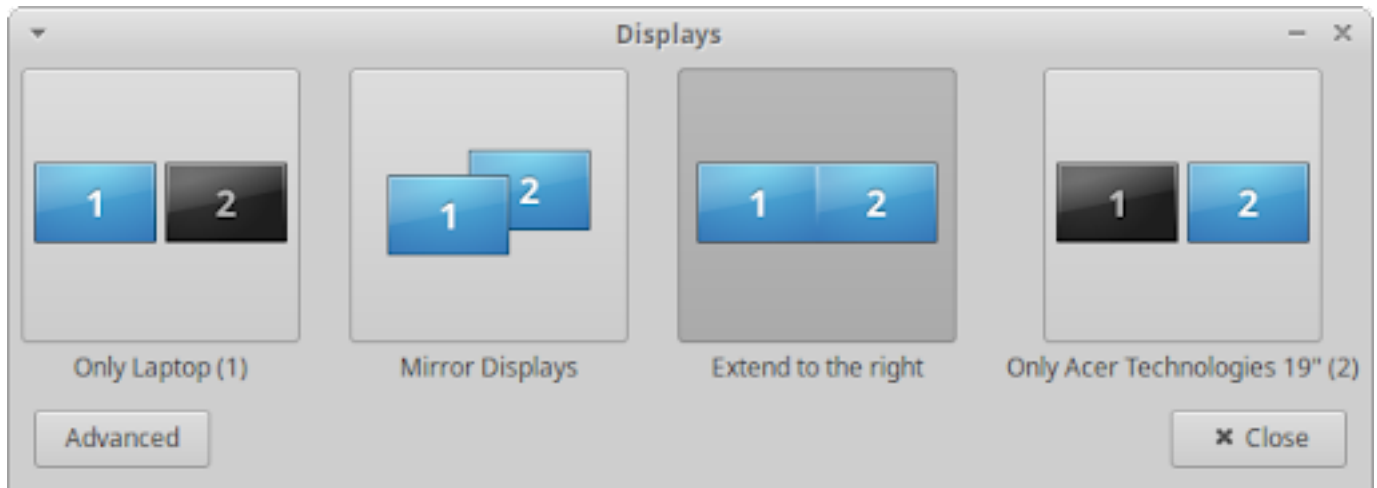 Displays
1 2
1 2
1 2
1 2
Only Laptop (1)
Mirror Displays
Extend to the right
Only Acer Technologies 19" (2)
Advanced
Close